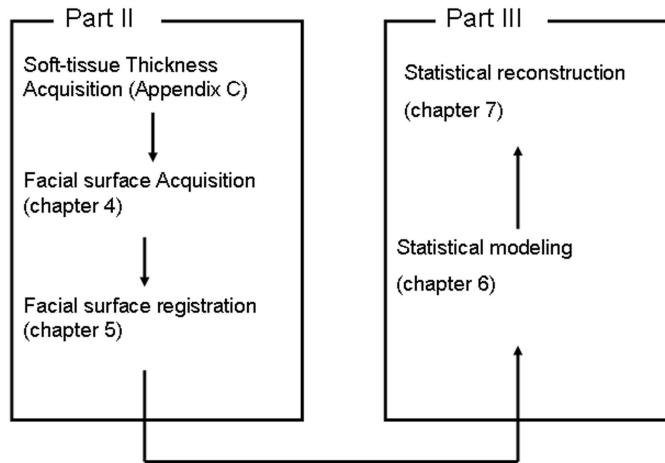 Part II
Soft-tissue Thickness
Acquisition (Appendix C)
Facial surface Acquisition
(chapter 4)
Facial surface registration
(chapter 5)
Part III
Statistical reconstruction
(chapter 7)
Statistical modeling
(chapter 6)